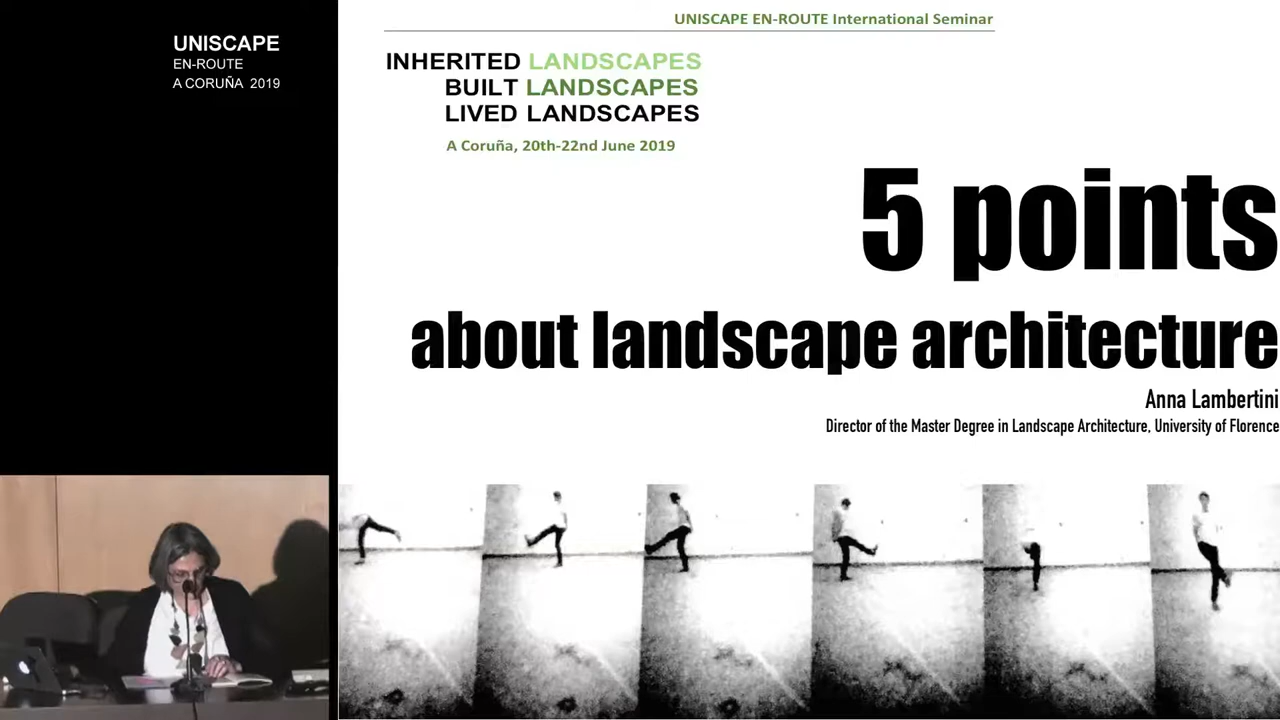 UNISCAPE
EN-ROUTE
A CORUÑA 2019
UNISCAPE EN-ROUTE International Seminar
INHERITED LANDSCAPES
BUILT LANDSCAPES
LIVED LANDSCAPES
A Coruña, 20th-22nd June 2019
5 points
about landscape architecture
Anna Lambertini
Director of the Master Degree in Landscape Architecture, University of Florence